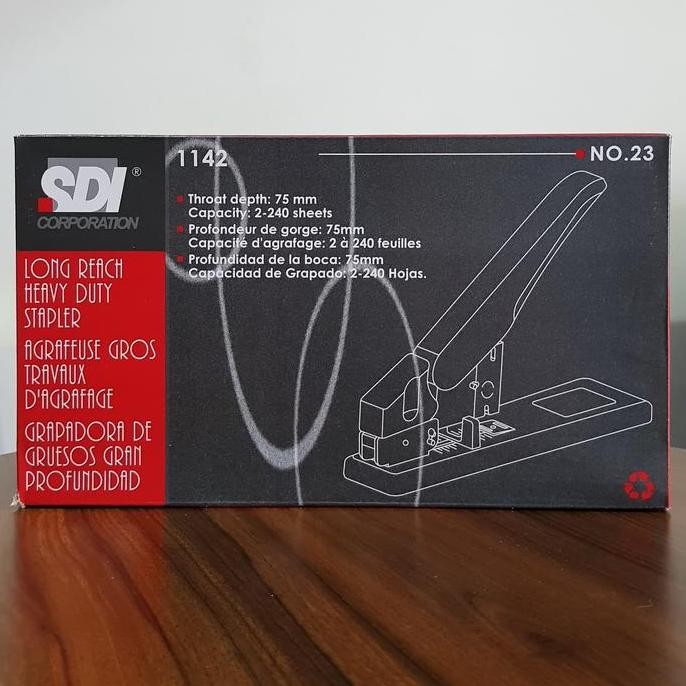 SDI ®
CORPORATION
LONG REACH
HEAVY DUTY
STAPLER
AGRAFEUSE GROS
TRAVAUX
D'AGRAFAGE
GRAPADORA DE
GRUESOS GRAN
PROFUNDIDAD
1142
NO.23
Throat depth: 75 mm
Capacity: 2-240 sheets
Profondeur de gorge: 75mm
Capacité d'agrafage: 2 à 240 feuilles
Profundidad de la boca: 75mm
Capacidad de Grapado: 2-240 Hojas.